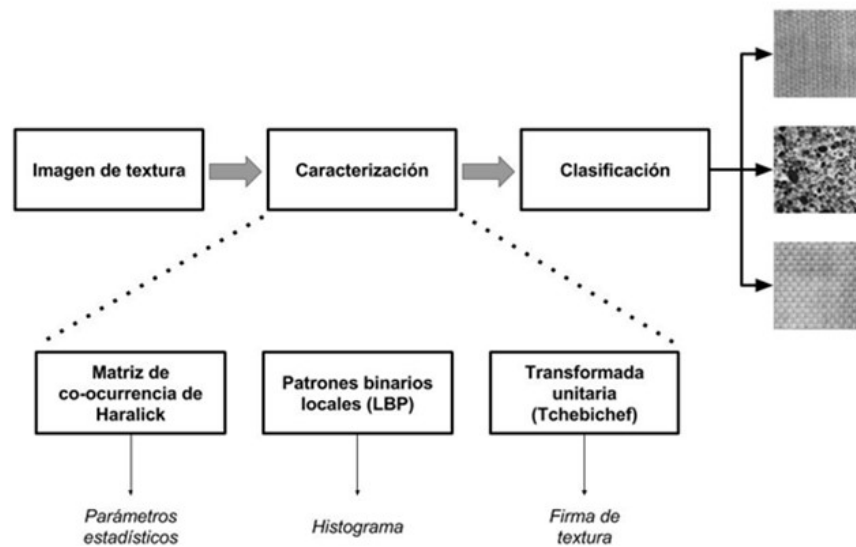 Imagen de textura
Caracterización
Clasificación
Matriz de
co-ocurrencia de
Haralick
Patrones binarios
locales (LBP)
Transformada
unitaria
(Tchebichef)
Parámetros
estadísticos
Histograma
Firma de
textura